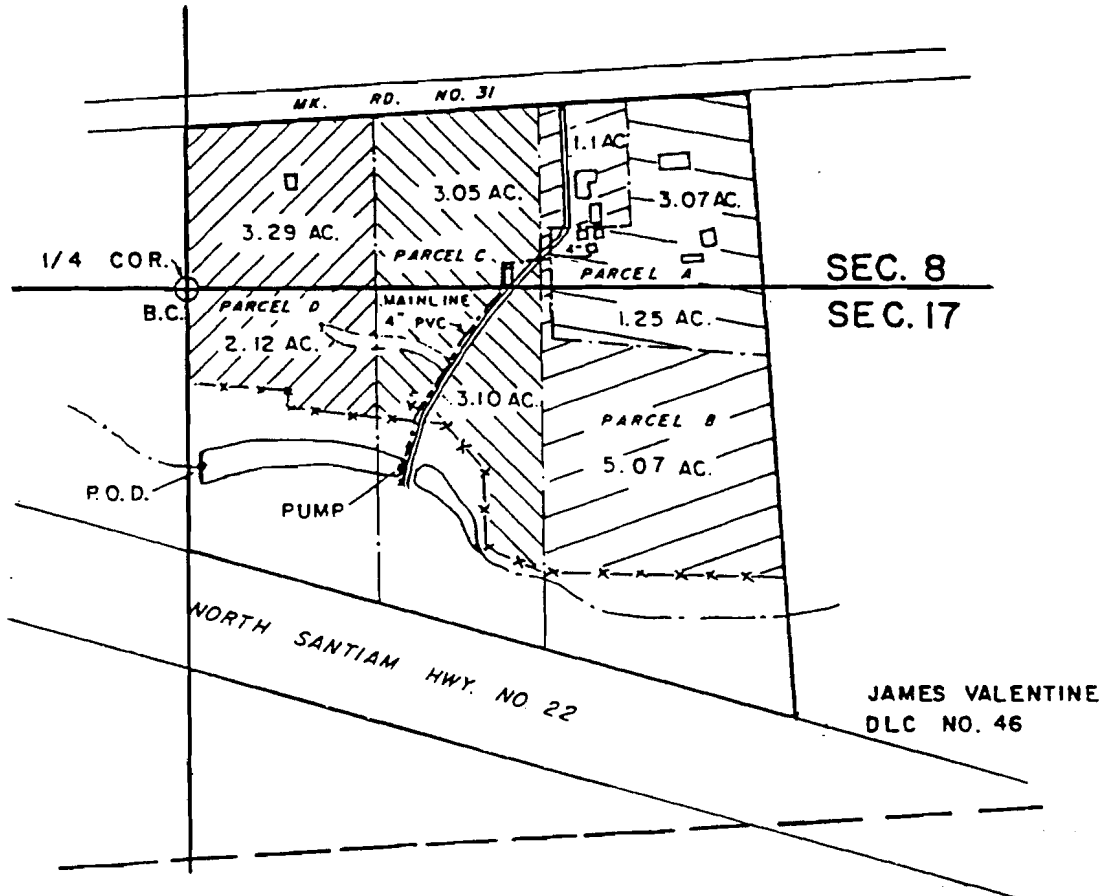 MK. RD. NO. 31
1.1 AC.
3.05 AC.
3.07 AC.
3.29 AC.
1/4 COR.
PARCEL C
4"
PARCEL A
SEC. 8
B.C.
PARCEL D
MAINLINE
4" PVC
SEC. 17
1.25 AC.
2.12 AC.
3.10 AC.
PARCEL B
5.07 AC.
P.O.D.
PUMP
NORTH SANTIAM HWY. NO. 22
JAMES VALENTINE
DLC NO. 46